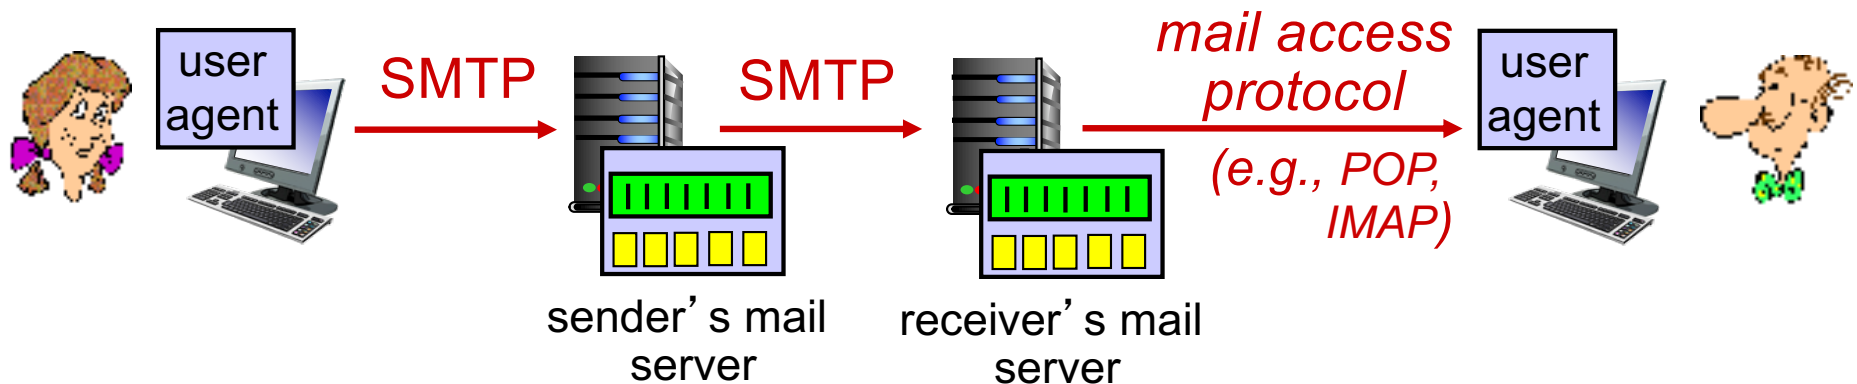 user
agent
SMTP
SMTP
mail access
protocol
(e.g., POP,
IMAP)
user
agent
sender’s mail
server
receiver’s mail
server